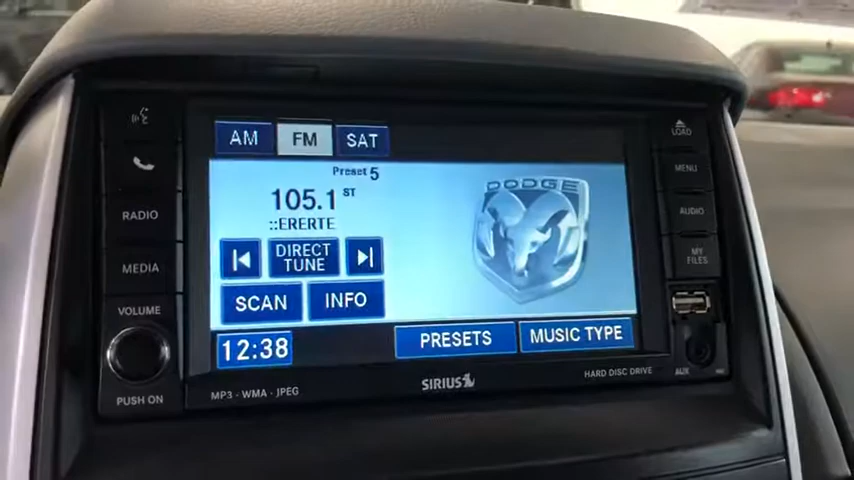 AM FM SAT
LOAD
Preset 5
DODGE
MENU
105.1 ST
::ERERTE
RADIO
AUDIO
DIRECT TUNE
MY FILES
MEDIA
SCAN INFO
VOLUME
12:38
PRESETS MUSIC TYPE
PUSH ON
MP3 · WMA · JPEG
SIRIUS
HARD DISC DRIVE
AUX